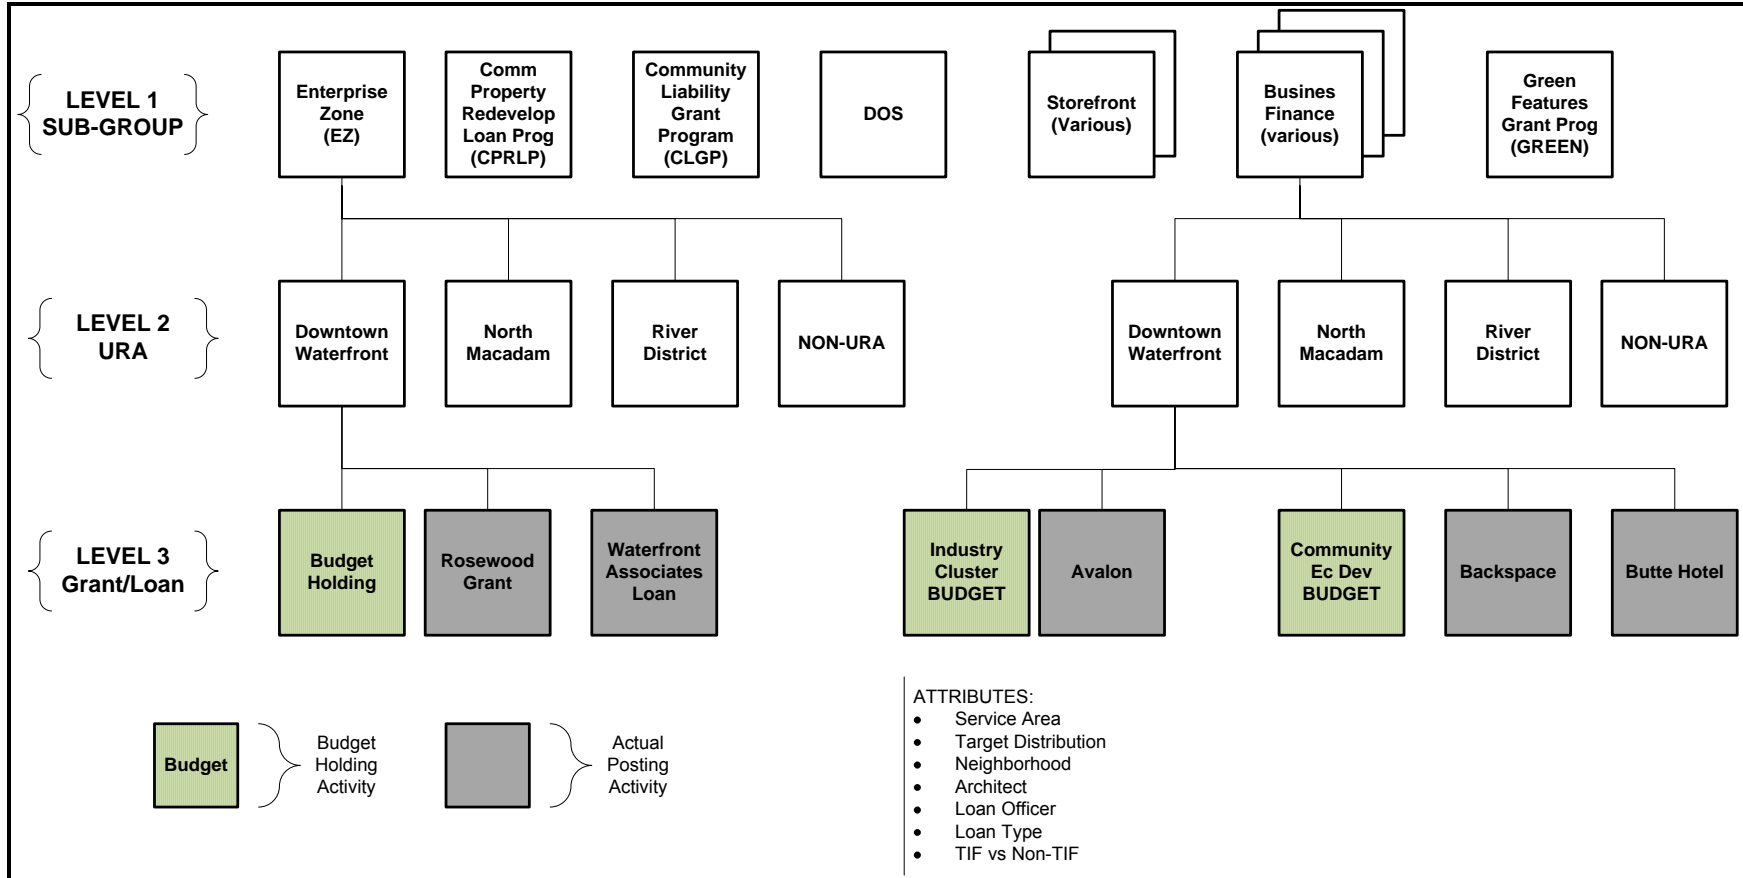 LEVEL 1
SUB-GROUP
Enterprise
Zone
(EZ)
Comm
Property
Redevelop
Loan Prog
(CPRLP)
Community
Liability
Grant
Program
(CLGP)
DOS
Storefront
(Various)
Busines
Finance
(various)
Green
Features
Grant Prog
(GREEN)
LEVEL 2
URA
Downtown
Waterfront
North
Macadam
River
District
NON-URA
Downtown
Waterfront
North
Macadam
River
District
NON-URA
LEVEL 3
Grant/Loan
Budget
Holding
Rosewood
Grant
Waterfront
Associates
Loan
Industry
Cluster
BUDGET
Avalon
Community
Ec Dev
BUDGET
Backspace
Butte Hotel
Budget
Budget
Holding
Activity
Actual
Posting
Activity
ATTRIBUTES:
• Service Area
• Target Distribution
• Neighborhood
• Architect
• Loan Officer
• Loan Type
• TIF vs Non-TIF